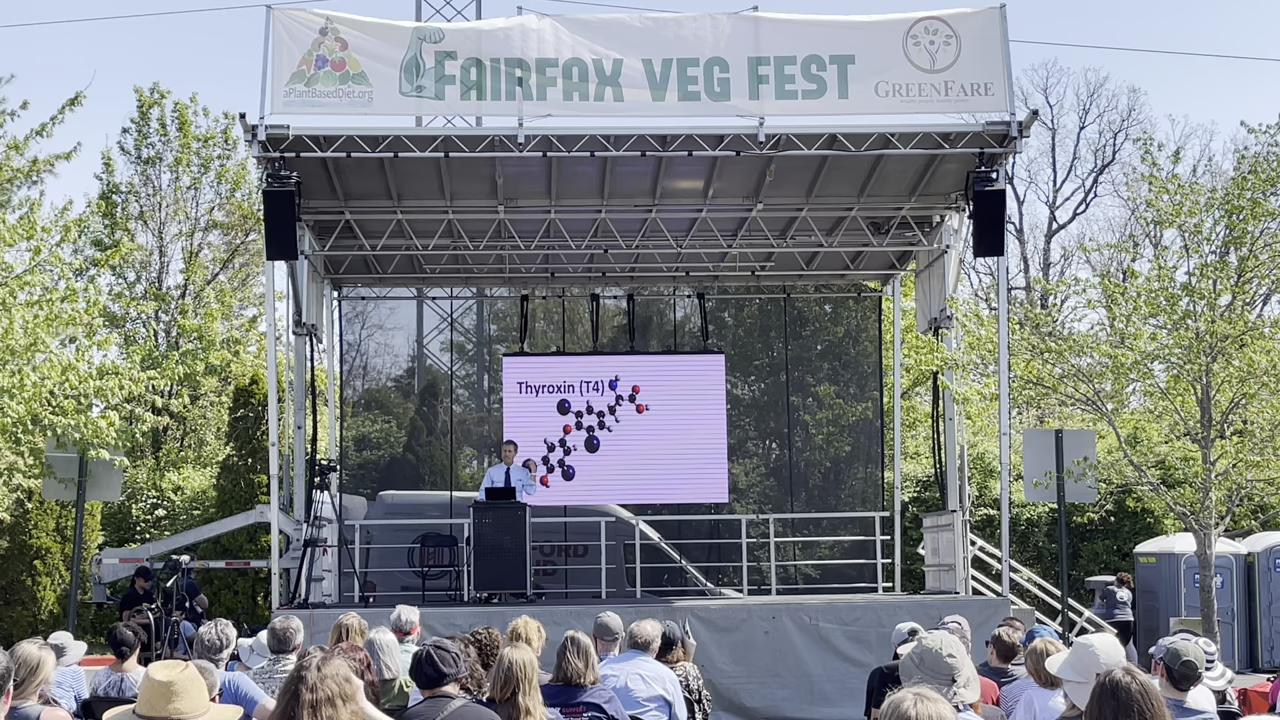 aPlantBasedDiet.org
FAIRFAX VEG FEST
GREENFARE
Thyroxin (T4)